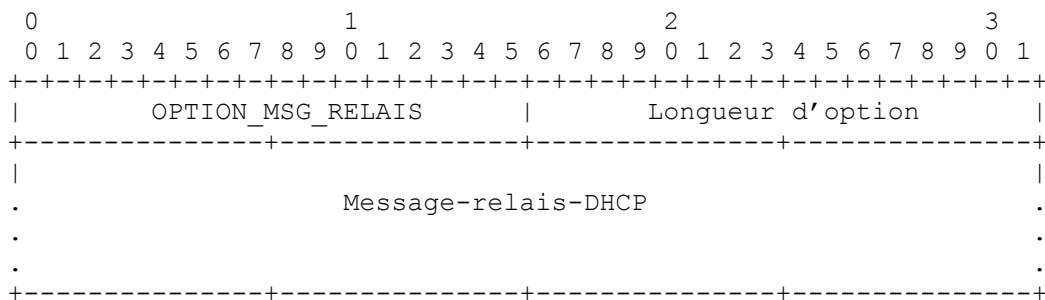 0                   1                   2                   3
 0 1 2 3 4 5 6 7 8 9 0 1 2 3 4 5 6 7 8 9 0 1 2 3 4 5 6 7 8 9 0 1
+-+-+-+-+-+-+-+-+-+-+-+-+-+-+-+-+-+-+-+-+-+-+-+-+-+-+-+-+-+-+-+-+
|        OPTION_MSG_RELAIS      |       Longueur d’option       |
+---------------+---------------+---------------+---------------+
|                                                               |
.                    Message-relais-DHCP                        .
.                                                               .
.                                                               .
+---------------+---------------+---------------+---------------+